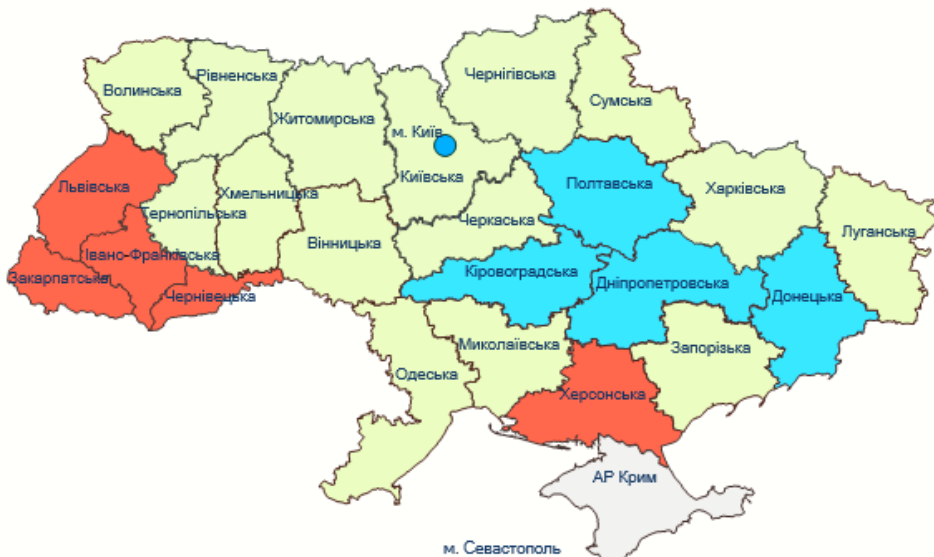 Чернігівська
Рівненська
Волинська
Сумська
Житомирська
м. Київ
Київська
Полтавська
Львівська
Харківська
Хмельницька
Тернопільська
Черкаська
Луганська
Вінницька
Івано-Франківська
Закарпатська
Кіровоградська
Дніпропетровська
Донецька
Чернівецька
Миколаївська
Запорізька
Одеська
Херсонська
АР Крим
м. Севастополь